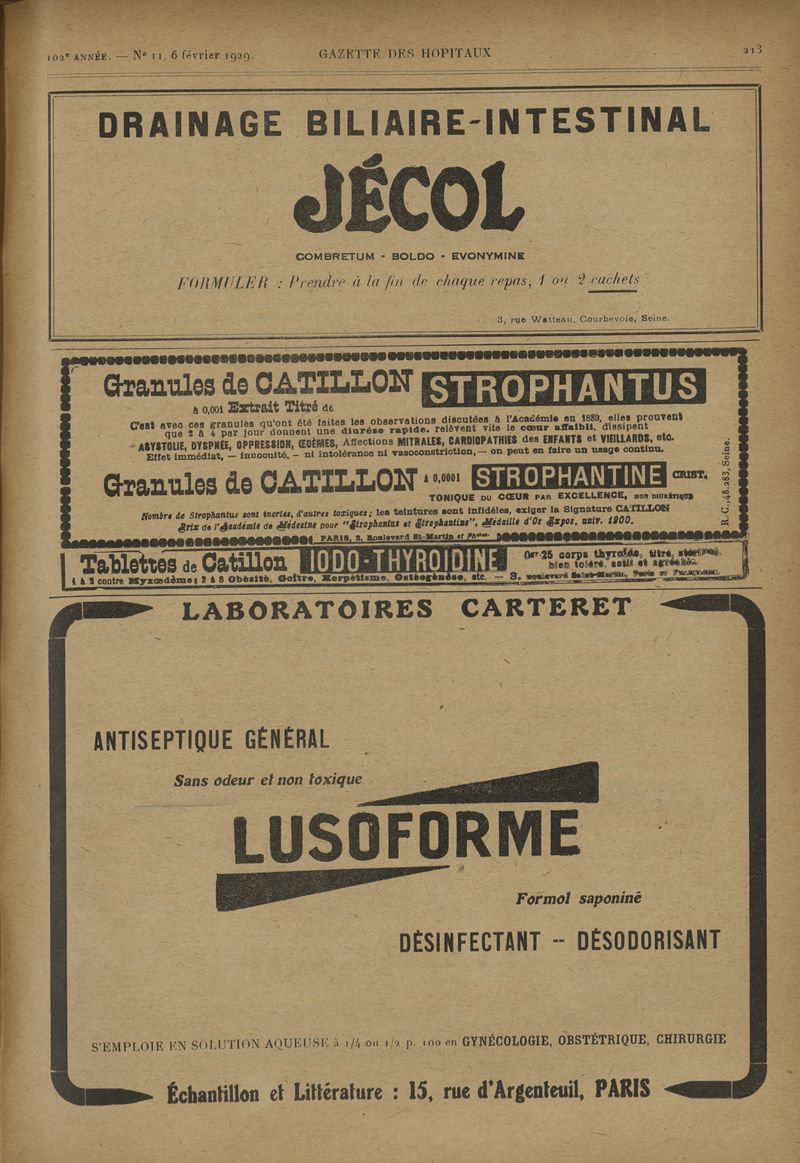 102e ANNÉE. — No 11, 6 février 1929. GAZETTE DES HOPITAUX 213
DRAINAGE BILIAIRE-INTESTINAL
JÉCOL
COMBRETUM - BOLDO - EVONYMINE
FORMULER : Prendre à la fin de chaque repas, 1 ou 2 cachets
3, rue Watteau, Courbevoie, Seine.
Granules de CATILLON STROPHANTUS
à 0,001 Extrait Titré de
C'est avec ces granules qu'ont été faites les observations discutées à l'Académie en 1889, elles prouvent
que 2 à 4 par jour donnent une diurèse rapide, relèvent vite le cœur affaibli, dissipent
ASYSTOLIE, DYSPNÉE, OPPRESSION, ŒDÈMES, Affections MITRALES, CARDIOPATHIES des ENFANTS et VIEILLARDS, etc.
Effet immédiat, — innocuité, — ni intolérance ni vasoconstriction, — on peut en faire un usage continu.
Granules de CATILLON à 0,0001 STROPHANTINE CRIST.
TONIQUE DU CŒUR PAR EXCELLENCE, NON DIURÉTIQUE
Nombre de Strophantus sont inertes, d'autres toxiques; les teintures sont infidèles, exiger la Signature CATILLON
Prix de l'Académie de Médecine pour "Strophantus et Strophantine", Médaille d'Or Expos. univ. 1900.
PARIS, 3, Boulevard St-Martin et Phies
R. C., 48.283, Seine.
Tablettes de Catillon IODO-THYROÏDINE
0gr 25 corps thyroïde, titré, stérilisé,
bien toléré, actif et agréable.
1 à 2 contre Myxœdème; 2 à 8 Obésité, Goître, Herpétisme, Ostéogénèse, etc. — 3, boulevard Saint-Martin, Paris et
LABORATOIRES CARTERET
ANTISEPTIQUE GÉNÉRAL
Sans odeur et non toxique
LUSOFORME
Formol saponiné
DÉSINFECTANT -- DÉSODORISANT
S'EMPLOIE EN SOLUTION AQUEUSE à 1/4 ou 1/2 p. 100 en GYNÉCOLOGIE, OBSTÉTRIQUE, CHIRURGIE
Échantillon et Littérature : 15, rue d'Argenteuil, PARIS